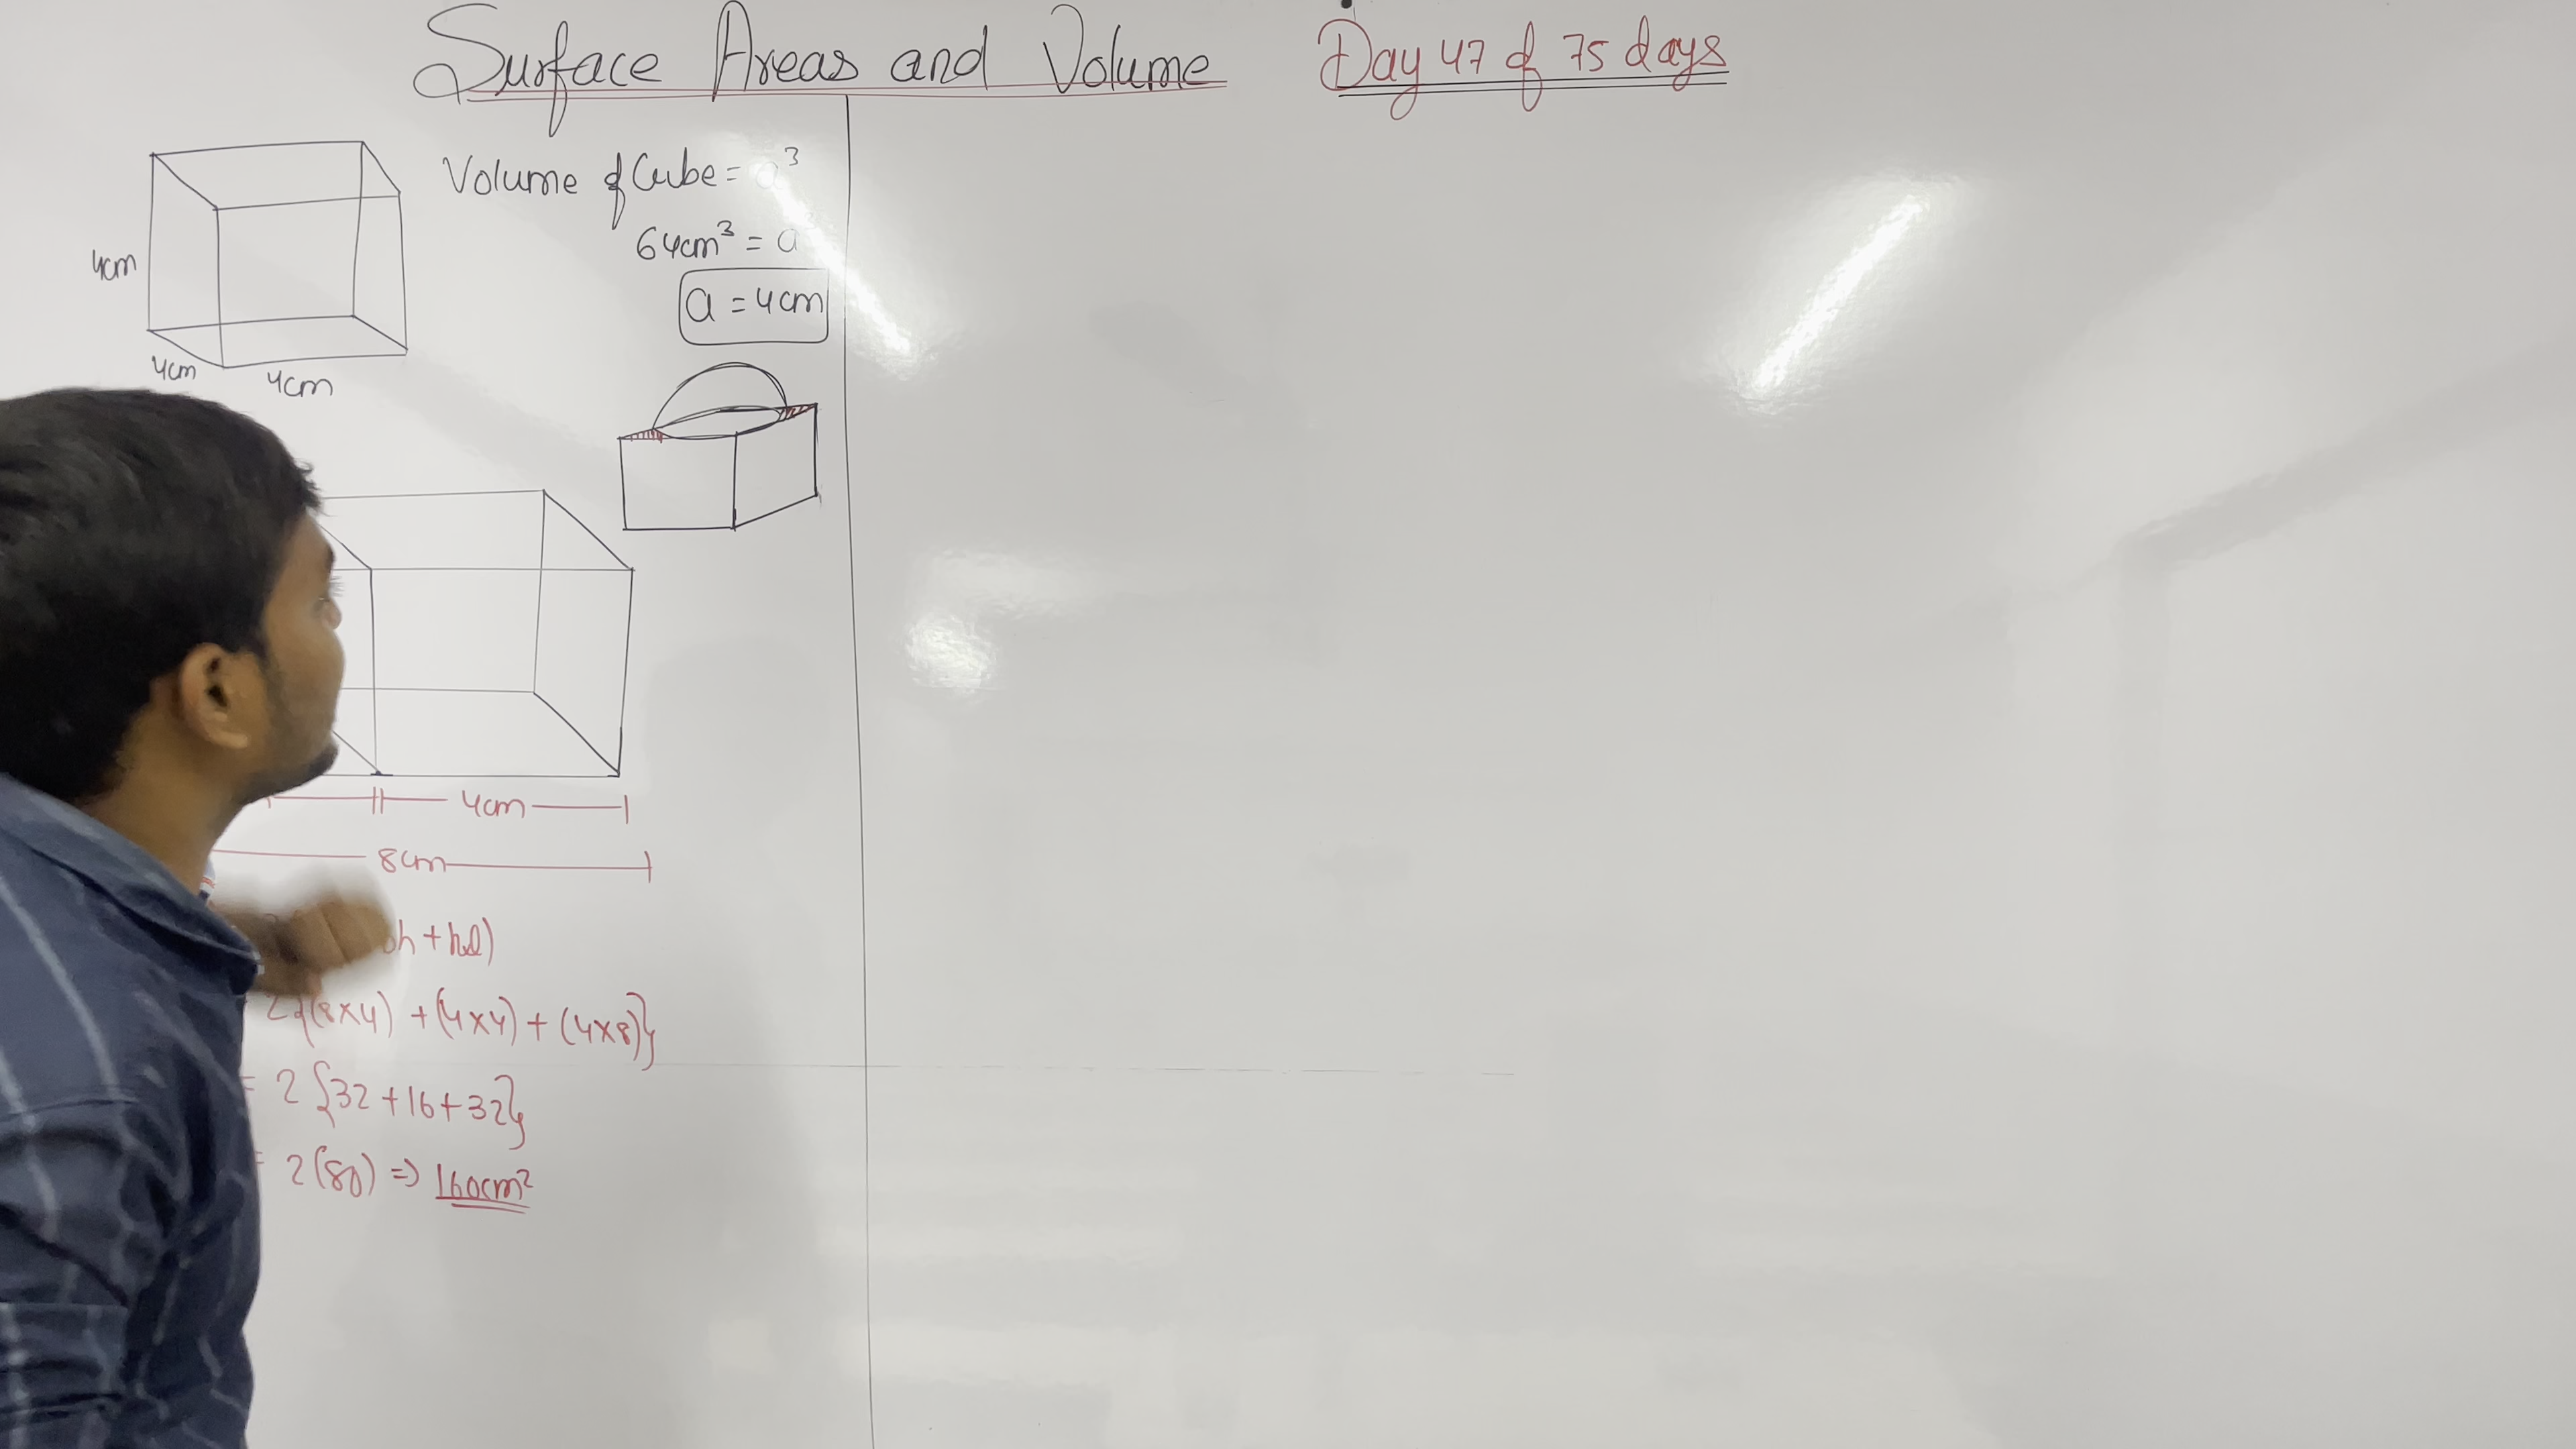 Surface Areas and Volume Day 47 of 75 days
Volume of Cube = a³
64cm³ = a
a = 4cm
4cm
4cm
4cm
4cm
8cm
bh + hl)
2{(8×4) + (4×4) + (4×8)}
= 2{32+16+32}
= 2(80) => 160cm²